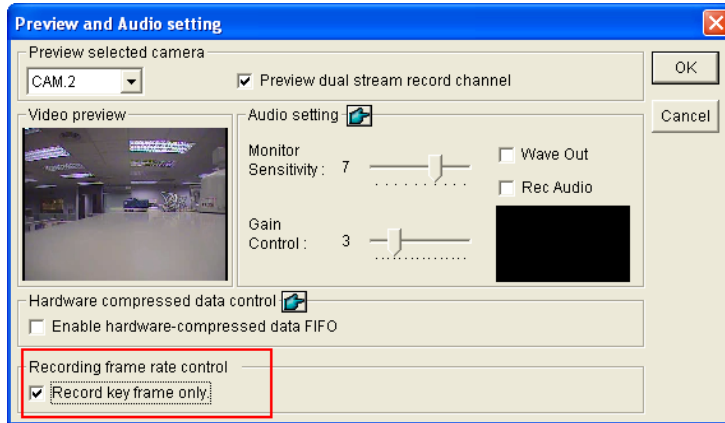 Preview and Audio setting
Preview selected camera
CAM.2
Preview dual stream record channel
OK
Cancel
Video preview
Audio setting
Monitor
Sensitivity : 7
Wave Out
Rec Audio
Gain
Control : 3
Hardware compressed data control
Enable hardware-compressed data FIFO
Recording frame rate control
Record key frame only.